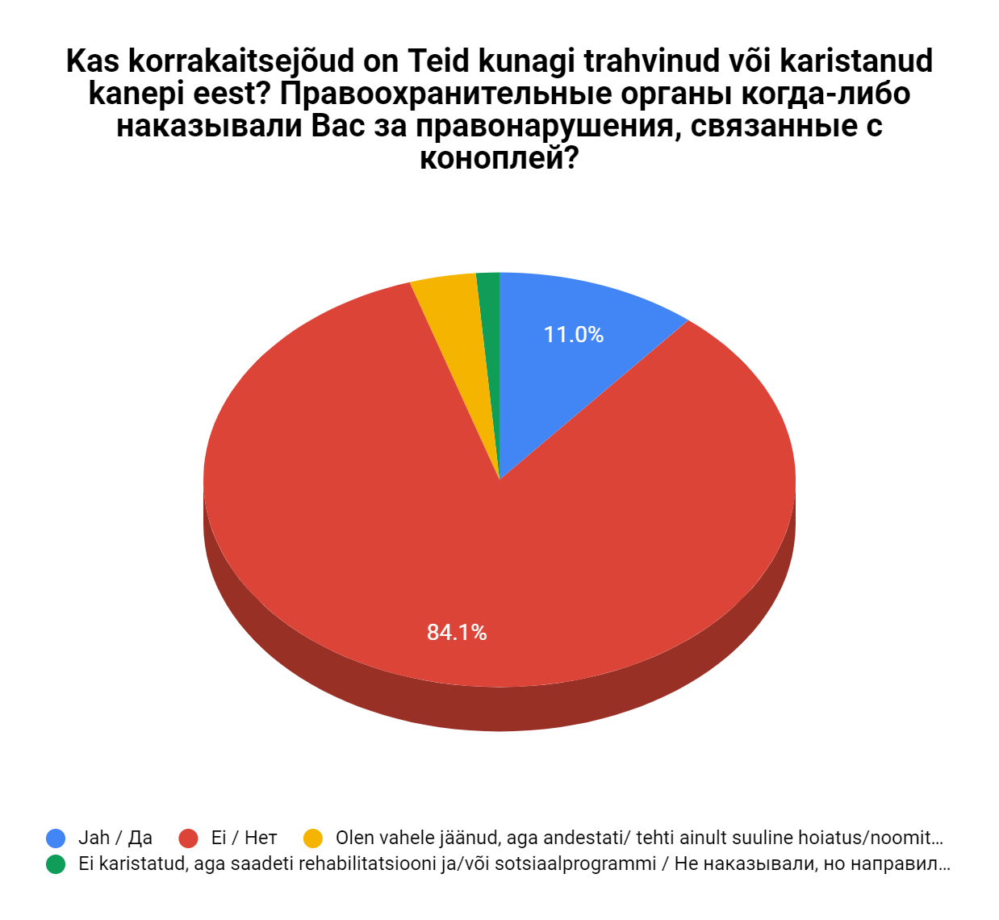 Kas korrakaitsejõud on Teid kunagi trahvinud või karistanud
kanepi eest? Правоохранительные органы когда-либо
наказывали Вас за правонарушения, связанные с
коноплей?
11.0%
84.1%
Jah / Да
Ei / Нет
Olen vahele jäänud, aga andestati/ tehti ainult suuline hoiatus/noomit...
Ei karistatud, aga saadeti rehabilitatsiooni ja/või sotsiaalprogrammi / Не наказывали, но направил...